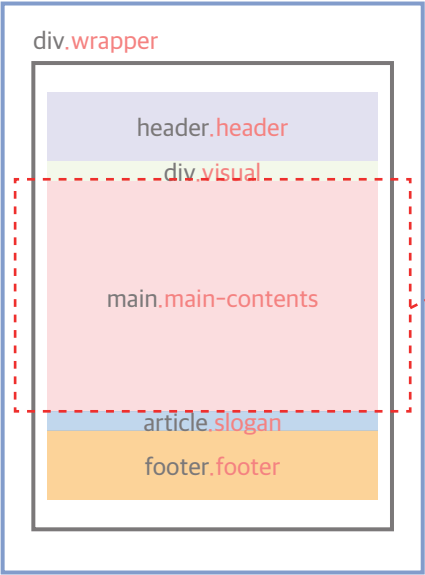 div.wrapper
header.header
div.visual
main.main-contents
article.slogan
footer.footer